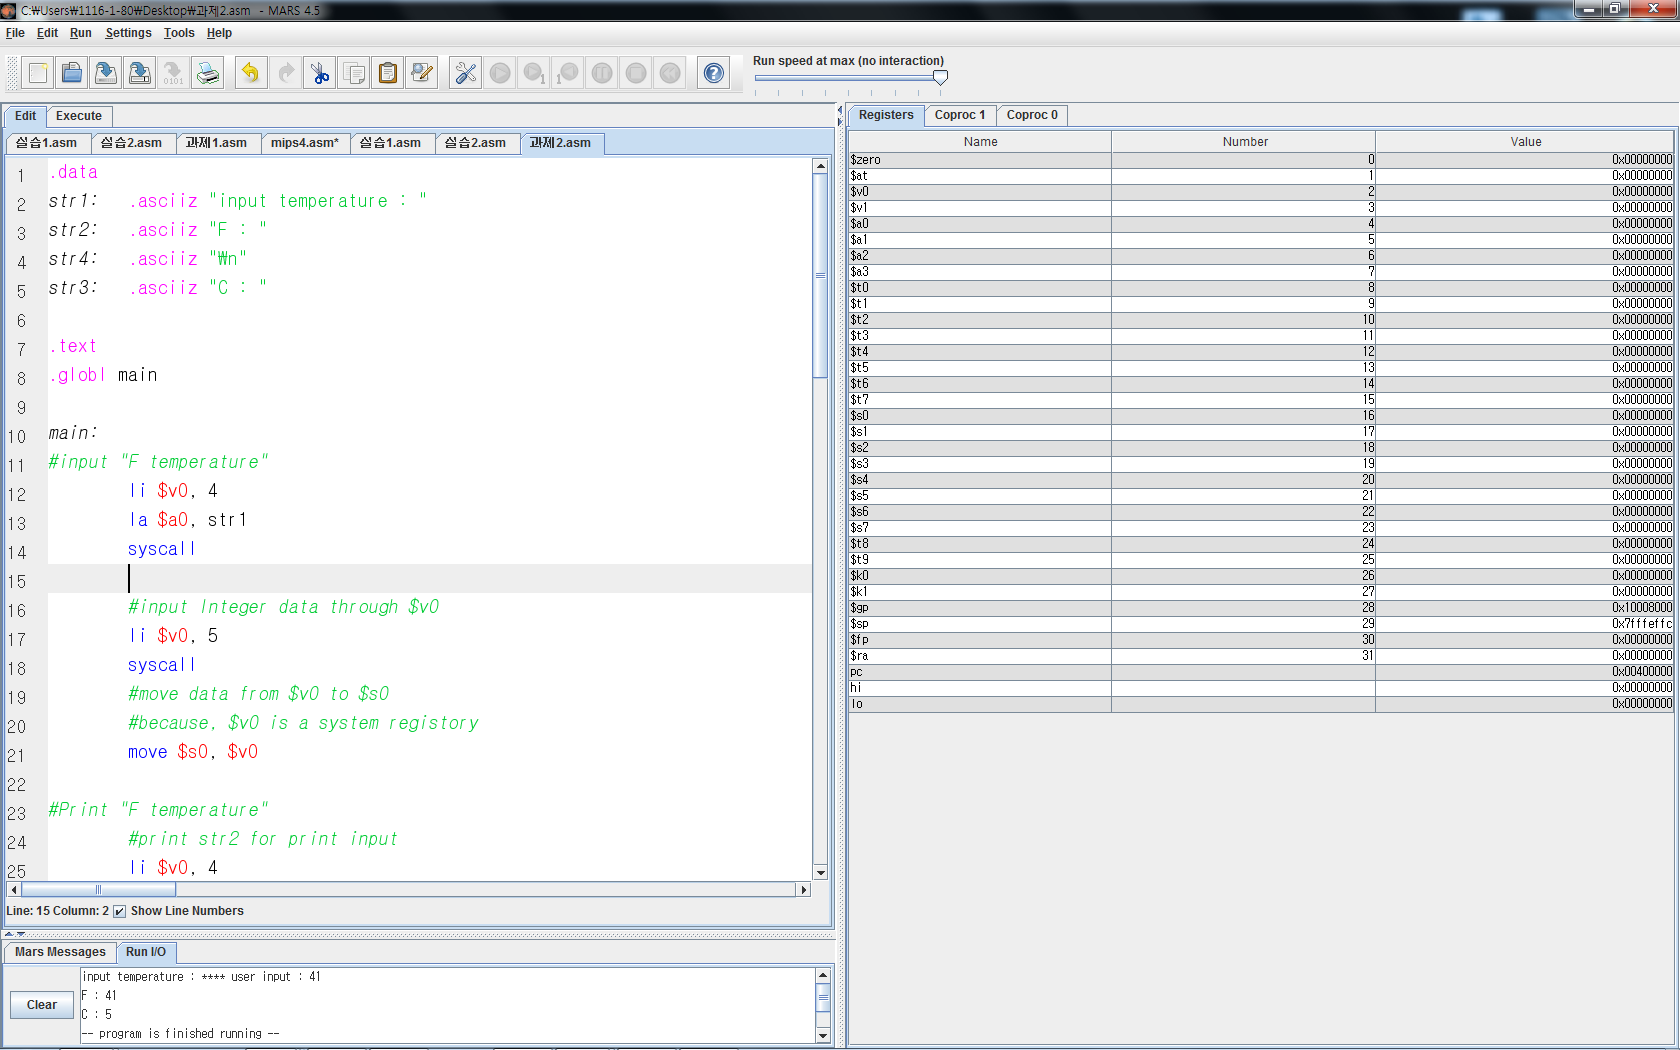 C:₩Users₩1116-1-80₩Desktop₩과제2.asm - MARS 4.5
File Edit Run Settings Tools Help
Run speed at max (no interaction)
Edit Execute
실습1.asm 실습2.asm 과제1.asm mips4.asm* 실습1.asm 실습2.asm 과제2.asm
1 .data
2 str1: .asciiz "input temperature : "
3 str2: .asciiz "F : "
4 str4: .asciiz "₩n"
5 str3: .asciiz "C : "
6
7 .text
8 .globl main
9
10 main:
11 #input "F temperature"
12 li $v0, 4
13 la $a0, str1
14 syscall
15
16 #input Integer data through $v0
17 li $v0, 5
18 syscall
19 #move data from $v0 to $s0
20 #because, $v0 is a system registory
21 move $s0, $v0
22
23 #Print "F temperature"
24 #print str2 for print input
25 li $v0, 4
Line: 15 Column: 2 Show Line Numbers
Mars Messages Run I/O
Clear
input temperature : **** user input : 41
F : 41
C : 5
-- program is finished running --
Registers Coproc 1 Coproc 0
Name Number Value
$zero 0 0x00000000
$at 1 0x00000000
$v0 2 0x00000000
$v1 3 0x00000000
$a0 4 0x00000000
$a1 5 0x00000000
$a2 6 0x00000000
$a3 7 0x00000000
$t0 8 0x00000000
$t1 9 0x00000000
$t2 10 0x00000000
$t3 11 0x00000000
$t4 12 0x00000000
$t5 13 0x00000000
$t6 14 0x00000000
$t7 15 0x00000000
$s0 16 0x00000000
$s1 17 0x00000000
$s2 18 0x00000000
$s3 19 0x00000000
$s4 20 0x00000000
$s5 21 0x00000000
$s6 22 0x00000000
$s7 23 0x00000000
$t8 24 0x00000000
$t9 25 0x00000000
$k0 26 0x00000000
$k1 27 0x00000000
$gp 28 0x10008000
$sp 29 0x7fffeffc
$fp 30 0x00000000
$ra 31 0x00000000
pc 0x00400000
hi 0x00000000
lo 0x00000000